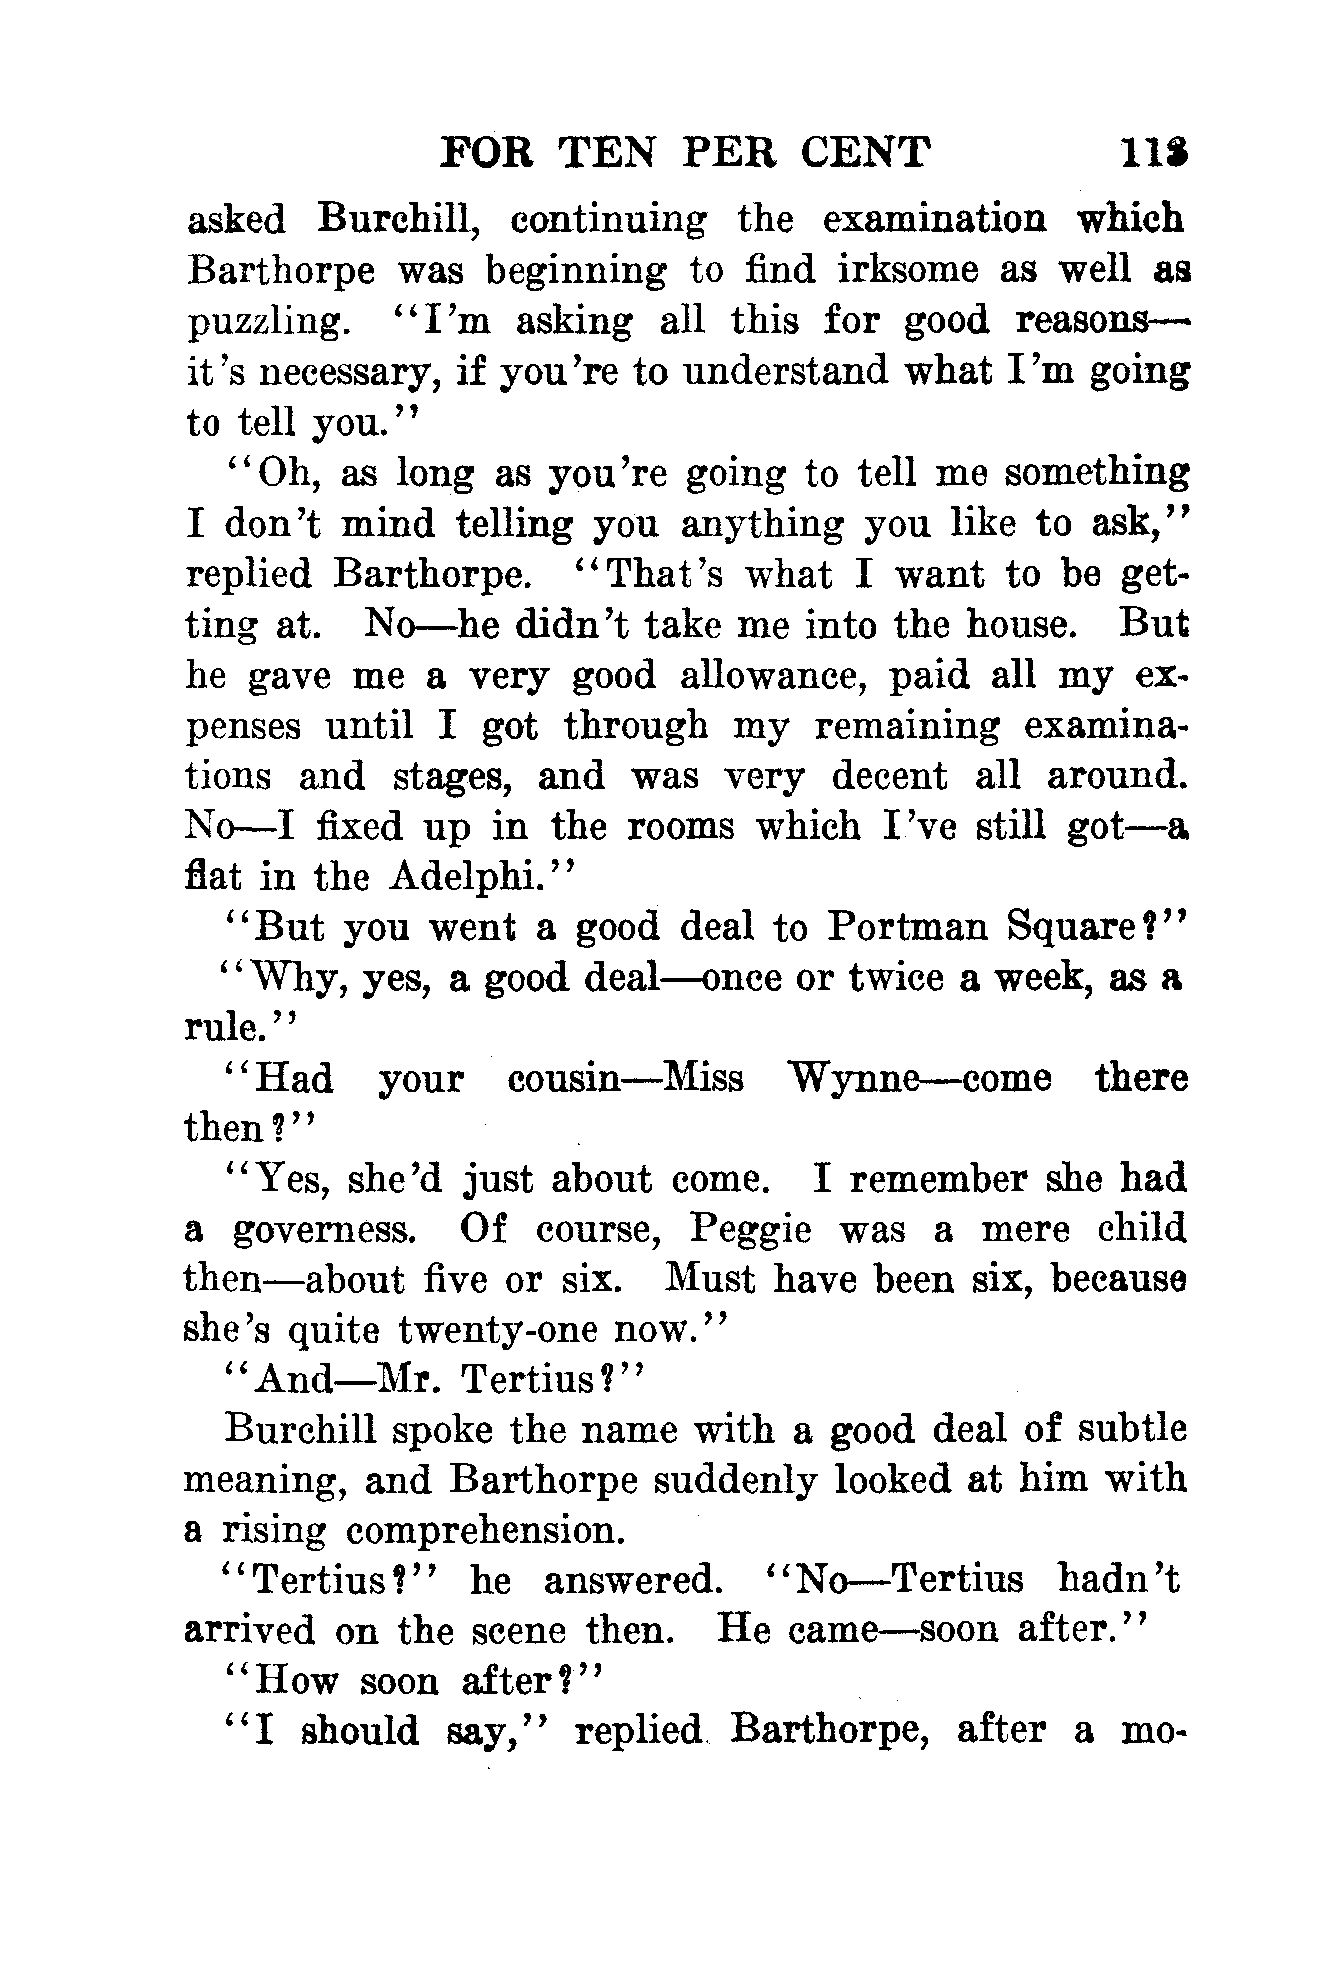 FOR TEN PER CENT 113
asked Burchill, continuing the examination which
Barthorpe was beginning to find irksome as well as
puzzling. "I'm asking all this for good reasons—
it's necessary, if you're to understand what I'm going
to tell you."
"Oh, as long as you're going to tell me something
I don't mind telling you anything you like to ask,"
replied Barthorpe. "That's what I want to be get-
ting at. No—he didn't take me into the house. But
he gave me a very good allowance, paid all my ex-
penses until I got through my remaining examina-
tions and stages, and was very decent all around.
No—I fixed up in the rooms which I've still got—a
flat in the Adelphi."
"But you went a good deal to Portman Square?"
"Why, yes, a good deal—once or twice a week, as a
rule."
"Had your cousin—Miss Wynne—come there
then?"
"Yes, she'd just about come. I remember she had
a governess. Of course, Peggie was a mere child
then—about five or six. Must have been six, because
she's quite twenty-one now."
"And—Mr. Tertius?"
Burchill spoke the name with a good deal of subtle
meaning, and Barthorpe suddenly looked at him with
a rising comprehension.
"Tertius?" he answered. "No—Tertius hadn't
arrived on the scene then. He came—soon after."
"How soon after?"
"I should say," replied Barthorpe, after a mo-